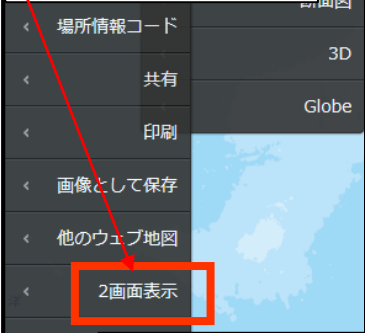 場所情報コード
共有
印刷
画像として保存
他のウェブ地図
2画面表示
断面図
3D
Globe